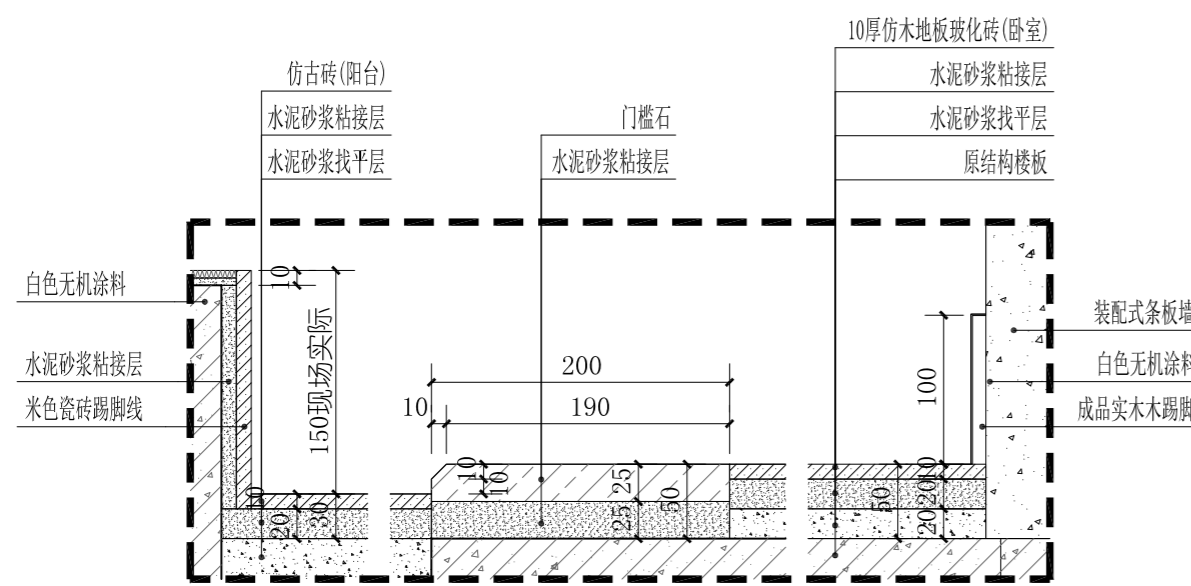 10厚仿木地板玻化砖(卧室)
仿古砖(阳台)
水泥砂浆粘接层
水泥砂浆粘接层
门槛石
水泥砂浆找平层
水泥砂浆找平层
水泥砂浆粘接层
原结构楼板
白色无机涂料
10
装配式条板墙
150现场实际
水泥砂浆粘接层
200
100
白色无机涂料
米色瓷砖踢脚线
10
190
成品实木木踢脚
10
10
25
50
10
20
20
50
10
20
30
25